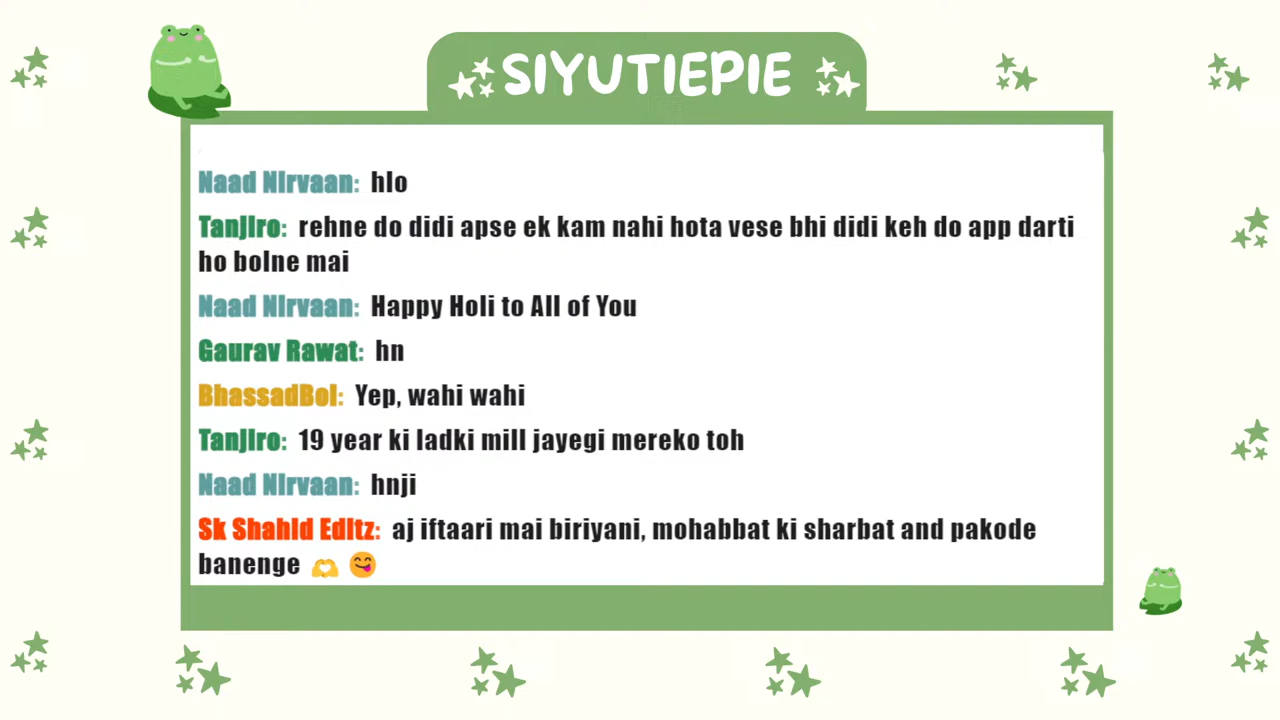 SIYUTIEPIE
Naad Nirvaan: hlo
Tanjiro: rehne do didi apse ek kam nahi hota vese bhi didi keh do app darti
ho bolne mai
Naad Nirvaan: Happy Holi to All of You
Gaurav Rawat: hn
BhassadBol: Yep, wahi wahi
Tanjiro: 19 year ki ladki mill jayegi mereko toh
Naad Nirvaan: hnji
Sk Shahid Editz: aj iftaari mai biriyani, mohabbat ki sharbat and pakode
banenge 🫶 😋